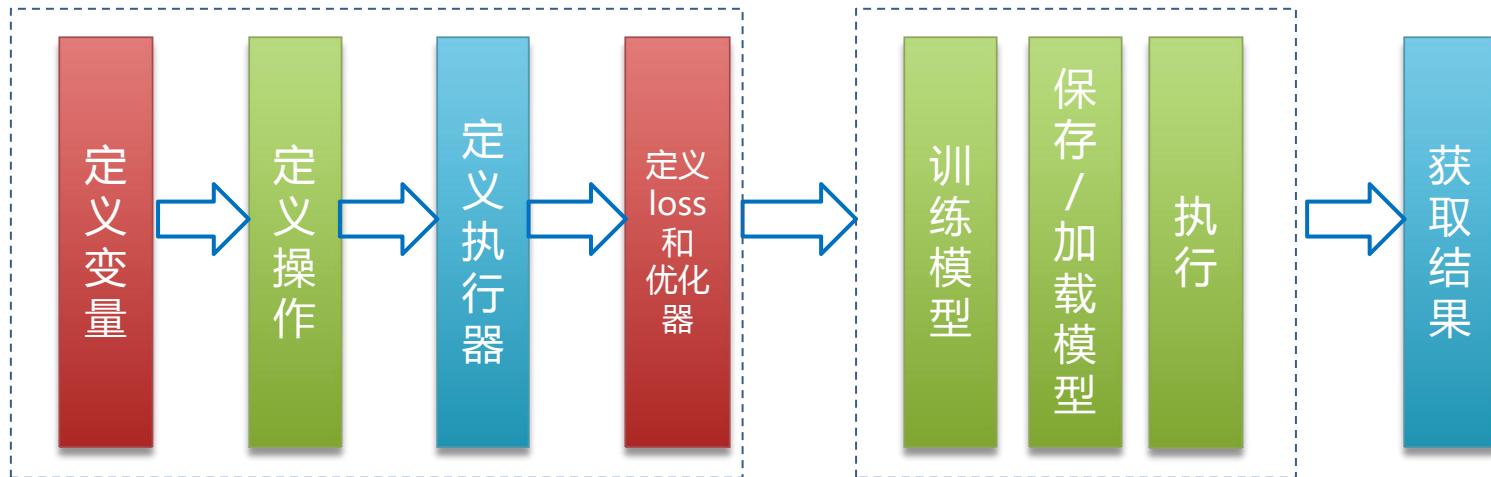 定义变量
定义操作
定义执行器
定义
loss
和
优化
器
训练模型
保存/加载模型
执行
获取结果